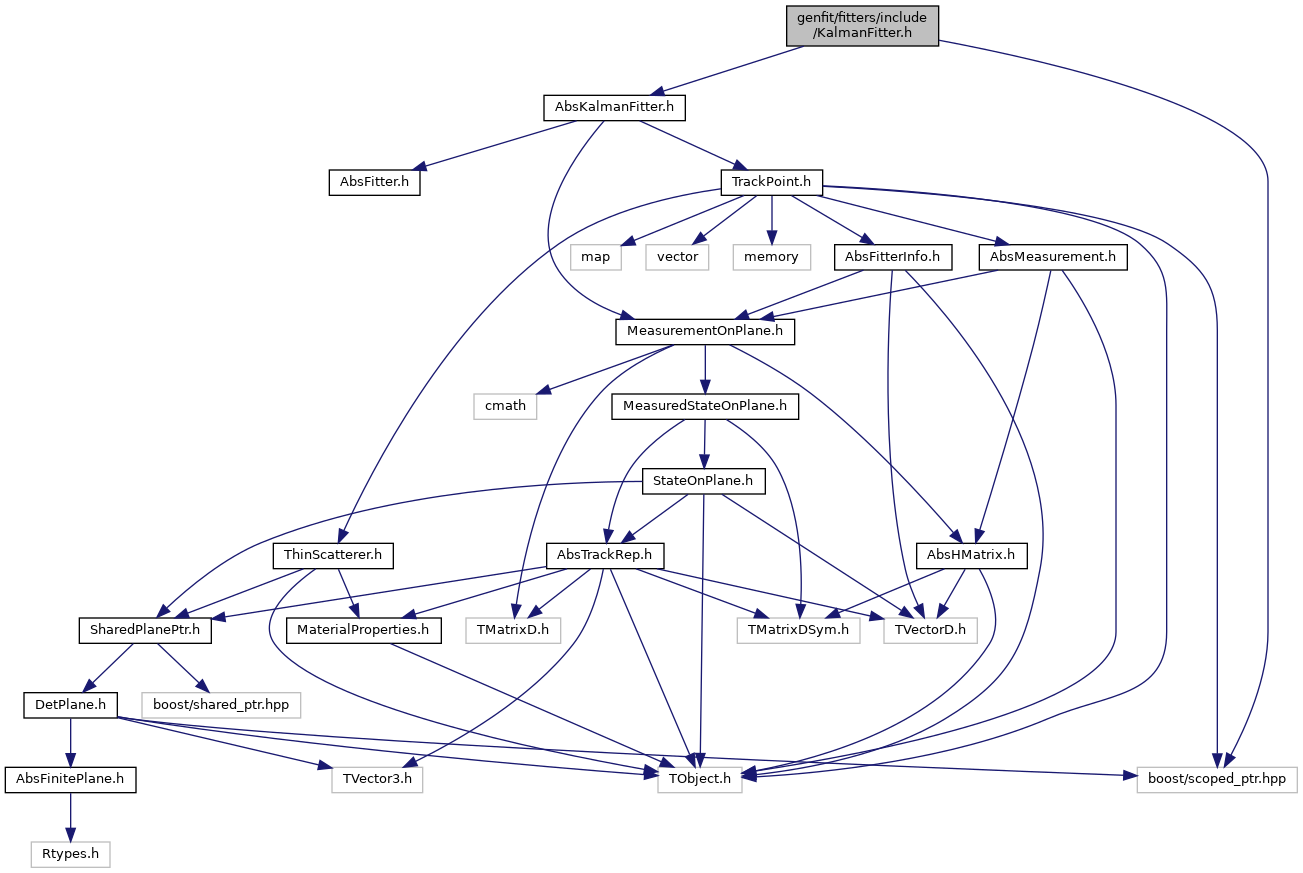 genfit/fitters/include
/KalmanFitter.h
AbsKalmanFitter.h
AbsFitter.h
TrackPoint.h
map
vector
memory
AbsFitterInfo.h
AbsMeasurement.h
MeasurementOnPlane.h
cmath
MeasuredStateOnPlane.h
StateOnPlane.h
ThinScatterer.h
AbsTrackRep.h
AbsHMatrix.h
SharedPlanePtr.h
MaterialProperties.h
TMatrixD.h
TMatrixDSym.h
TVectorD.h
DetPlane.h
boost/shared_ptr.hpp
AbsFinitePlane.h
TVector3.h
TObject.h
boost/scoped_ptr.hpp
Rtypes.h